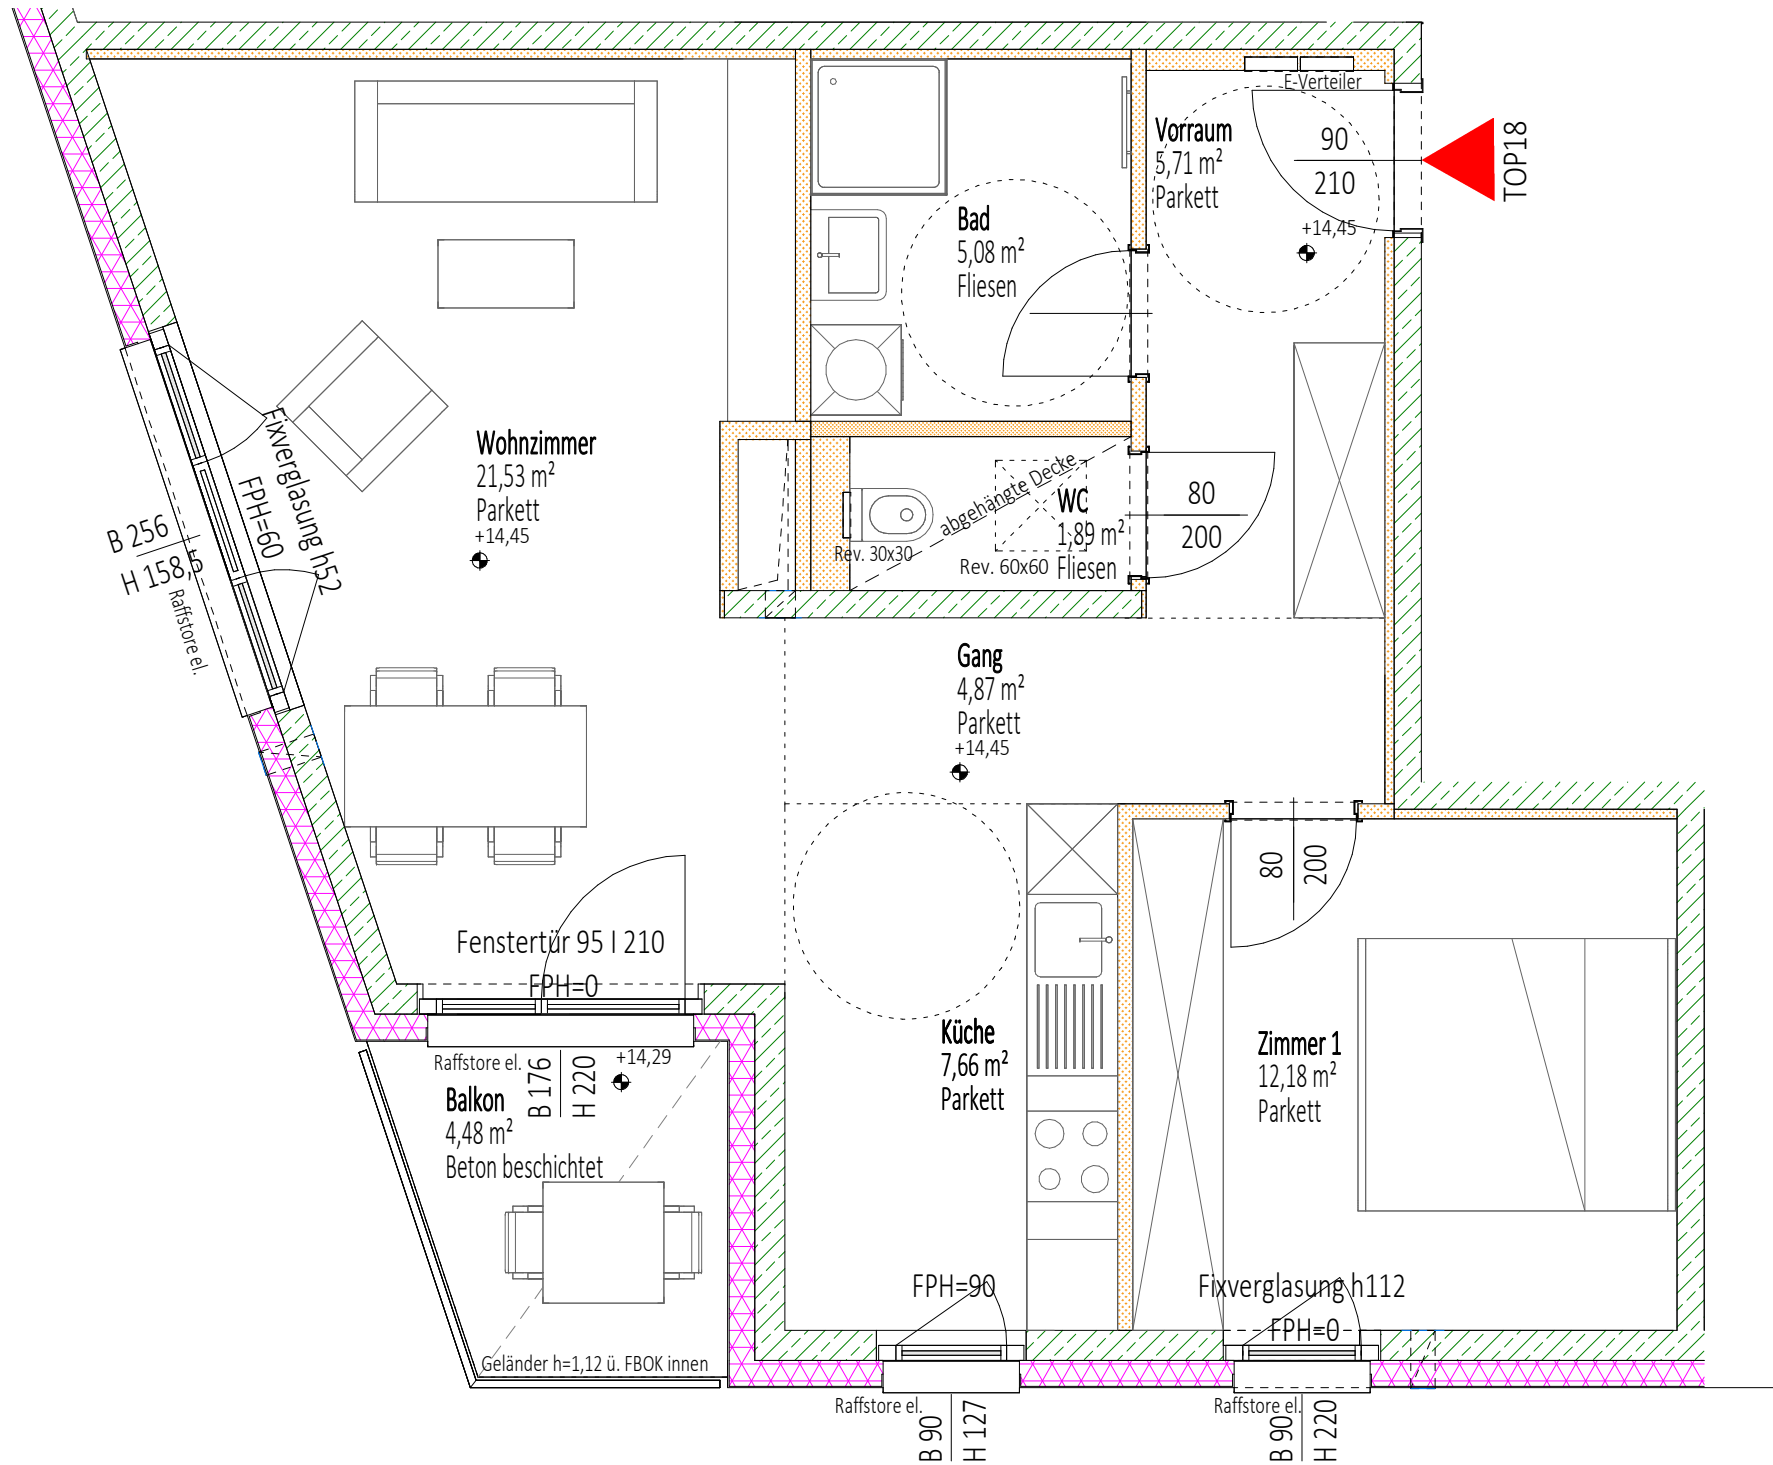 E-Verteiler
Vorraum
5,71 m²
Parkett
90
210
+14,45
TOP18
Bad
5,08 m²
Fliesen
Wohnzimmer
21,53 m²
Parkett
+14,45
Fixverglasung h52
FPH=60
B 256
H 158,5
Raffstore el.
abgehängte Decke
WC
1,89 m²
Fliesen
Rev. 30x30
Rev. 60x60
80
200
Gang
4,87 m²
Parkett
+14,45
80
200
Fenstertür 95 I 210
FPH=0
Raffstore el.
B 176
H 220
+14,29
Balkon
4,48 m²
Beton beschichtet
Geländer h=1,12 ü. FBOK innen
Küche
7,66 m²
Parkett
Zimmer 1
12,18 m²
Parkett
FPH=90
Fixverglasung h112
FPH=0
Raffstore el.
B 90
H 127
Raffstore el.
B 90
H 220